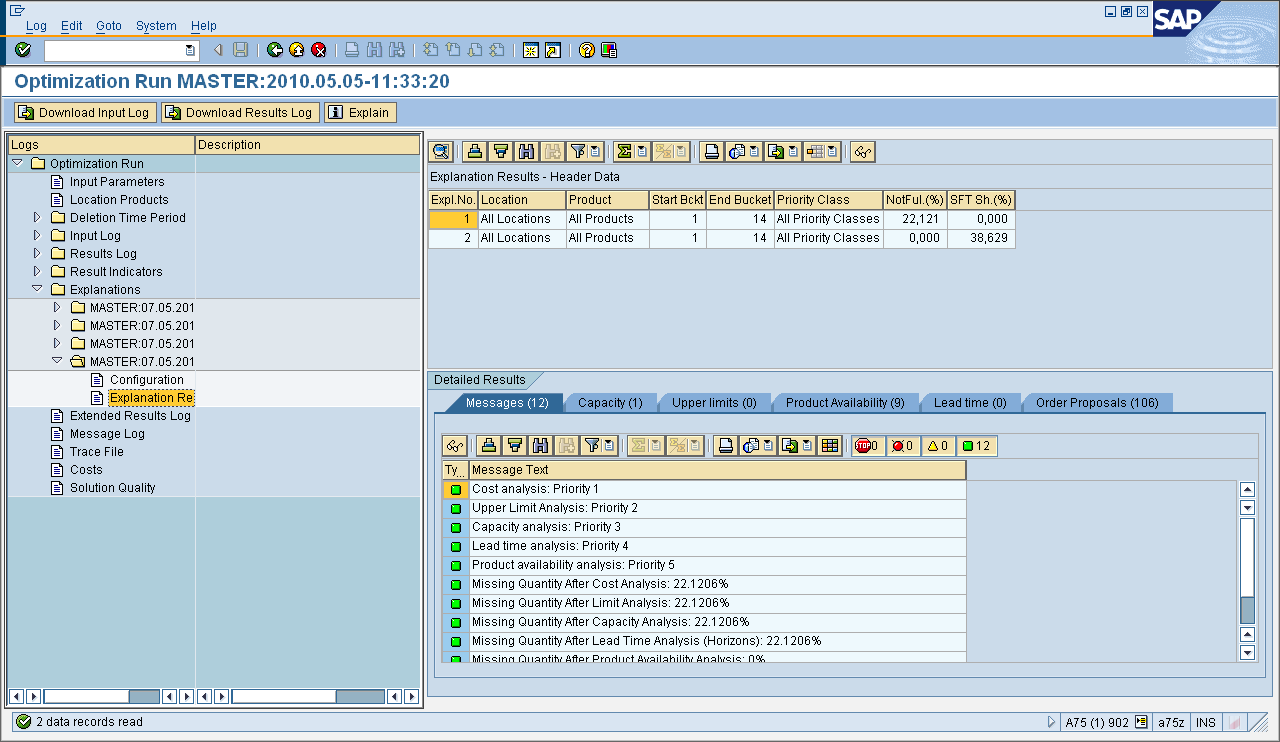 Log Edit Goto System Help
SAP
Optimization Run MASTER:2010.05.05-11:33:20
Download Input Log Download Results Log Explain
Logs Description
Optimization Run
Input Parameters
Location Products
Deletion Time Period
Input Log
Results Log
Result Indicators
Explanations
MASTER:07.05.201
MASTER:07.05.201
MASTER:07.05.201
MASTER:07.05.201
Configuration
Explanation Re
Extended Results Log
Message Log
Trace File
Costs
Solution Quality
Explanation Results - Header Data
Expl.No. Location Product Start Bckt End Bucket Priority Class NotFul.(%) SFT Sh.(%)
1 All Locations All Products 1 14 All Priority Classes 22,121 0,000
2 All Locations All Products 1 14 All Priority Classes 0,000 38,629
Detailed Results
Messages (12) Capacity (1) Upper limits (0) Product Availability (9) Lead time (0) Order Proposals (106)
STOP 0 0 0 12
Ty... Message Text
Cost analysis: Priority 1
Upper Limit Analysis: Priority 2
Capacity analysis: Priority 3
Lead time analysis: Priority 4
Product availability analysis: Priority 5
Missing Quantity After Cost Analysis: 22.1206%
Missing Quantity After Limit Analysis: 22.1206%
Missing Quantity After Capacity Analysis: 22.1206%
Missing Quantity After Lead Time Analysis (Horizons): 22.1206%
Missing Quantity After Product Availability Analysis: 0%
2 data records read A75 (1) 902 a75z INS